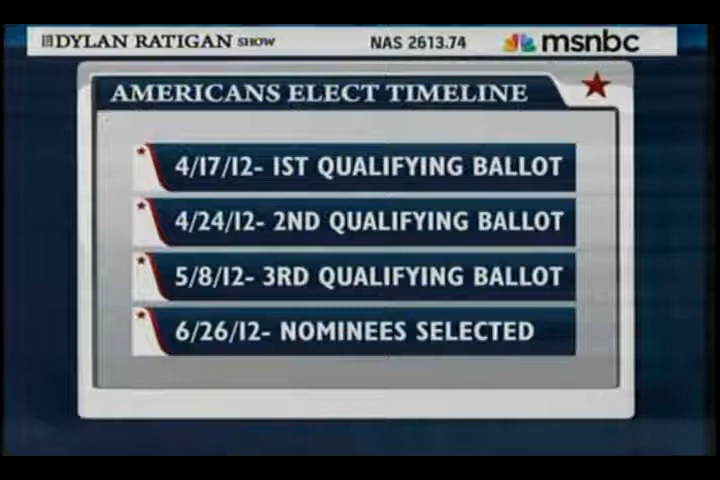 THE DYLAN RATIGAN SHOW NAS 2613.74 msnbc
AMERICANS ELECT TIMELINE
4/17/12- 1ST QUALIFYING BALLOT
4/24/12- 2ND QUALIFYING BALLOT
5/8/12- 3RD QUALIFYING BALLOT
6/26/12- NOMINEES SELECTED